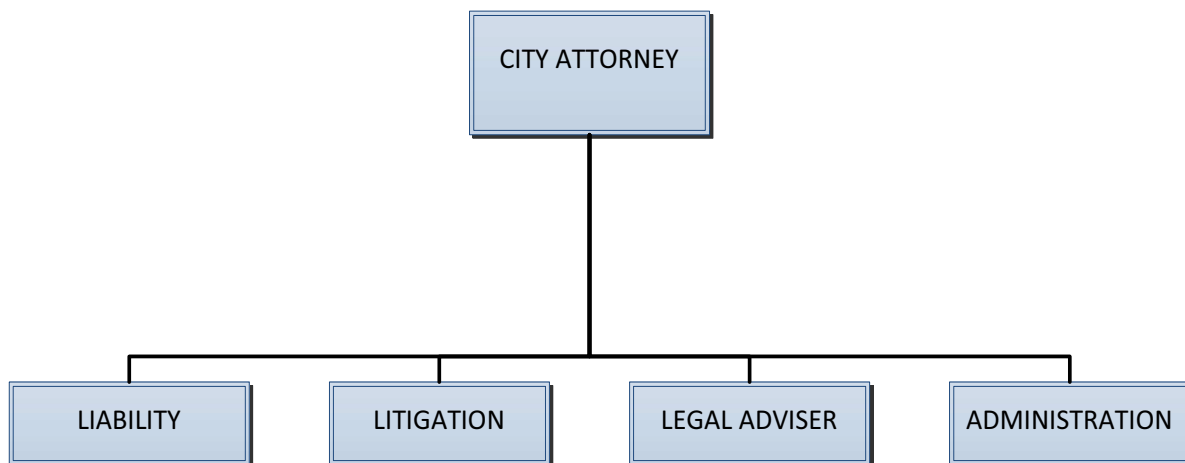 CITY ATTORNEY
LIABILITY
LITIGATION
LEGAL ADVISER
ADMINISTRATION